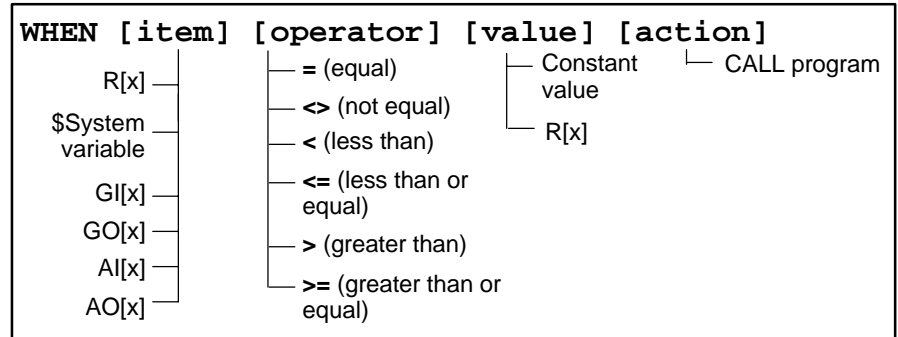 WHEN [item] [operator] [value] [action]
R[x]
$System
variable
GI[x]
GO[x]
AI[x]
AO[x]
= (equal)
<> (not equal)
< (less than)
<= (less than or
equal)
> (greater than)
>= (greater than or
equal)
Constant
value
R[x]
CALL program